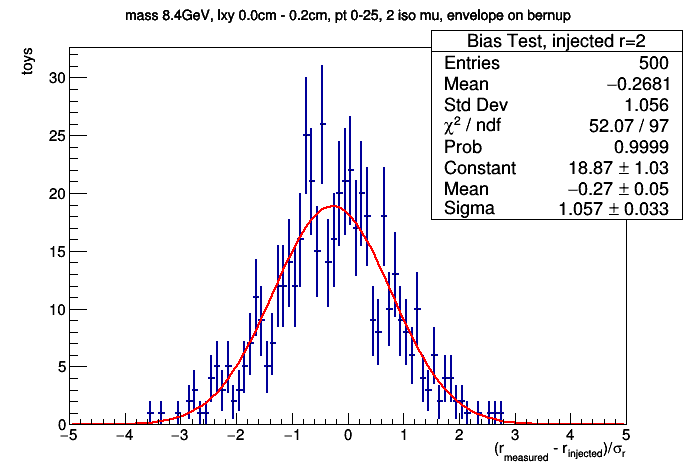 mass 8.4GeV, lxy 0.0cm - 0.2cm, pt 0-25, 2 iso mu, envelope on bernup
Bias Test, injected r=2
Entries 500
Mean −0.2681
Std Dev 1.056
χ² / ndf 52.07 / 97
Prob 0.9999
Constant 18.87 ± 1.03
Mean −0.27 ± 0.05
Sigma 1.057 ± 0.033
toys
30
25
20
15
10
5
0
−5 −4 −3 −2 −1 0 1 2 3 4 5
(r_measured - r_injected)/σ_r